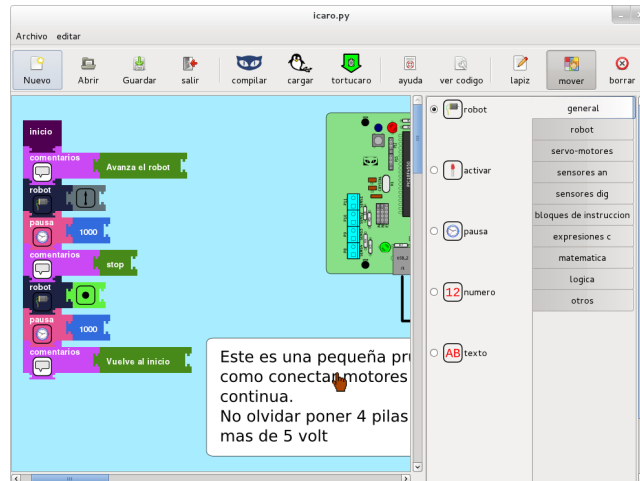 icaro.py
Archivo editar
Nuevo Abrir Guardar salir compilar cargar tortucaro ayuda ver codigo lapiz mover borrar
inicio
comentarios
Avanza el robot
robot
pausa
1000
comentarios
stop
robot
pausa
1000
comentarios
Vuelve al inicio
Este es una pequeña pr
como conectar motores
continua.
No olvidar poner 4 pilas
mas de 5 volt
robot
activar
pausa
12 numero
AB texto
general
robot
servo-motores
sensores an
sensores dig
bloques de instruccion
expresiones c
matematica
logica
otros